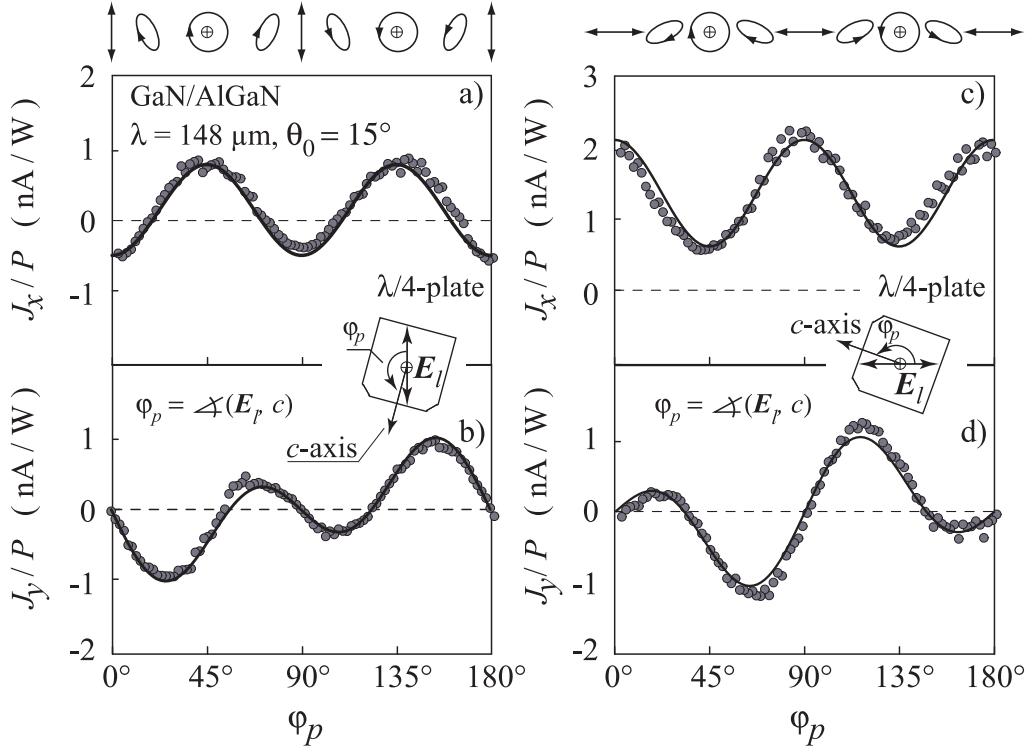 a)
GaN/AlGaN
λ = 148 µm, θ0 = 15°
2
1
0
-1
Jx/P (nA/W)
λ/4-plate
c)
3
2
1
0
Jx/P (nA/W)
λ/4-plate
φp
El
c-axis
φp = ∡(El, c)
b)
1
0
-1
-2
Jy/P (nA/W)
0° 45° 90° 135° 180°
φp
c-axis
φp
El
φp = ∡(El, c)
d)
1
0
-1
-2
Jy/P (nA/W)
0° 45° 90° 135° 180°
φp